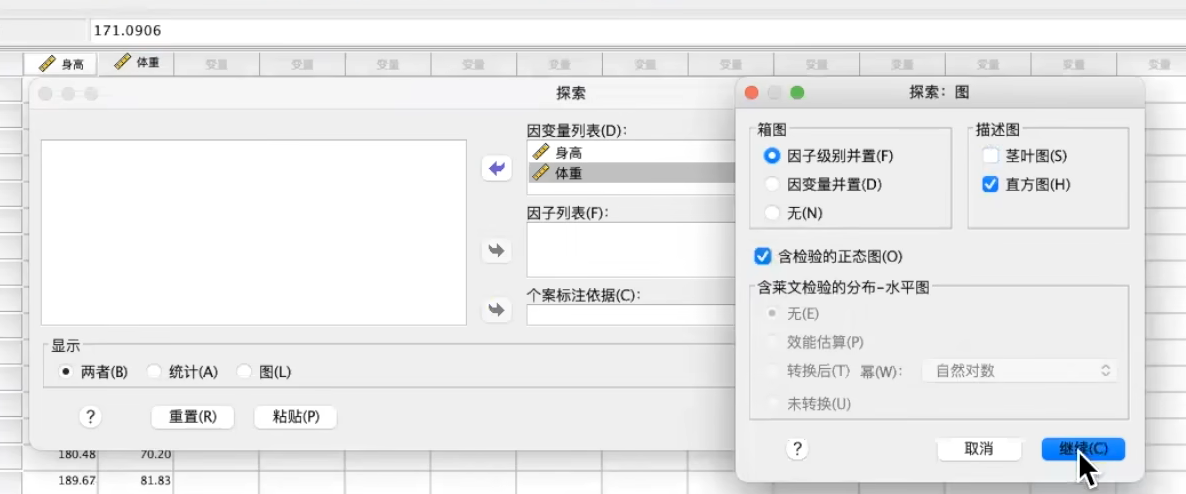 171.0906
身高 体重 变量 变量 变量 变量 变量 变量 变量 变量 变量 变量 变量 变量
探索
因变量列表(D):
身高
体重
因子列表(F):
个案标注依据(C):
显示
两者(B) 统计(A) 图(L)
? 重置(R) 粘贴(P)
180.48 70.20
189.67 81.83
探索：图
箱图
因子级别并置(F)
因变量并置(D)
无(N)
描述图
茎叶图(S)
直方图(H)
含检验的正态图(O)
含莱文检验的分布-水平图
无(E)
效能估算(P)
转换后(T) 幂(W): 自然对数
未转换(U)
? 取消 继续(C)